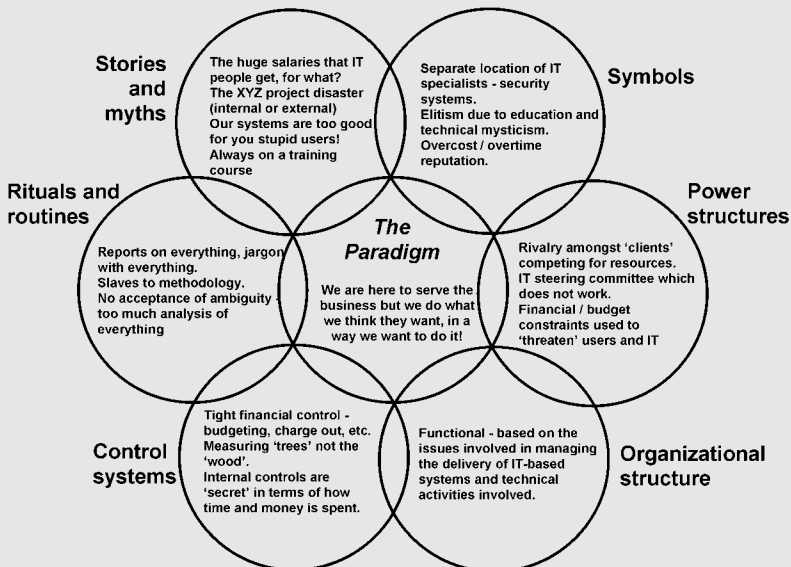 Stories
and
myths
The huge salaries that IT
people get, for what?
The XYZ project disaster
(internal or external)
Our systems are too good
for you stupid users!
Always on a training
course
Separate location of IT
specialists - security
systems.
Elitism due to education and
technical mysticism.
Overcost / overtime
reputation.
Symbols
Rituals and
routines
Reports on everything, jargon
with everything.
Slaves to methodology.
No acceptance of ambiguity -
too much analysis of
everything
The
Paradigm
We are here to serve the
business but we do what
we think they want, in a
way we want to do it!
Power
structures
Rivalry amongst ‘clients’
competing for resources.
IT steering committee which
does not work.
Financial / budget
constraints used to
‘threaten’ users and IT
Control
systems
Tight financial control -
budgeting, charge out, etc.
Measuring ‘trees’ not the
‘wood’.
Internal controls are
‘secret’ in terms of how
time and money is spent.
Functional - based on the
issues involved in managing
the delivery of IT-based
systems and technical
activities involved.
Organizational
structure